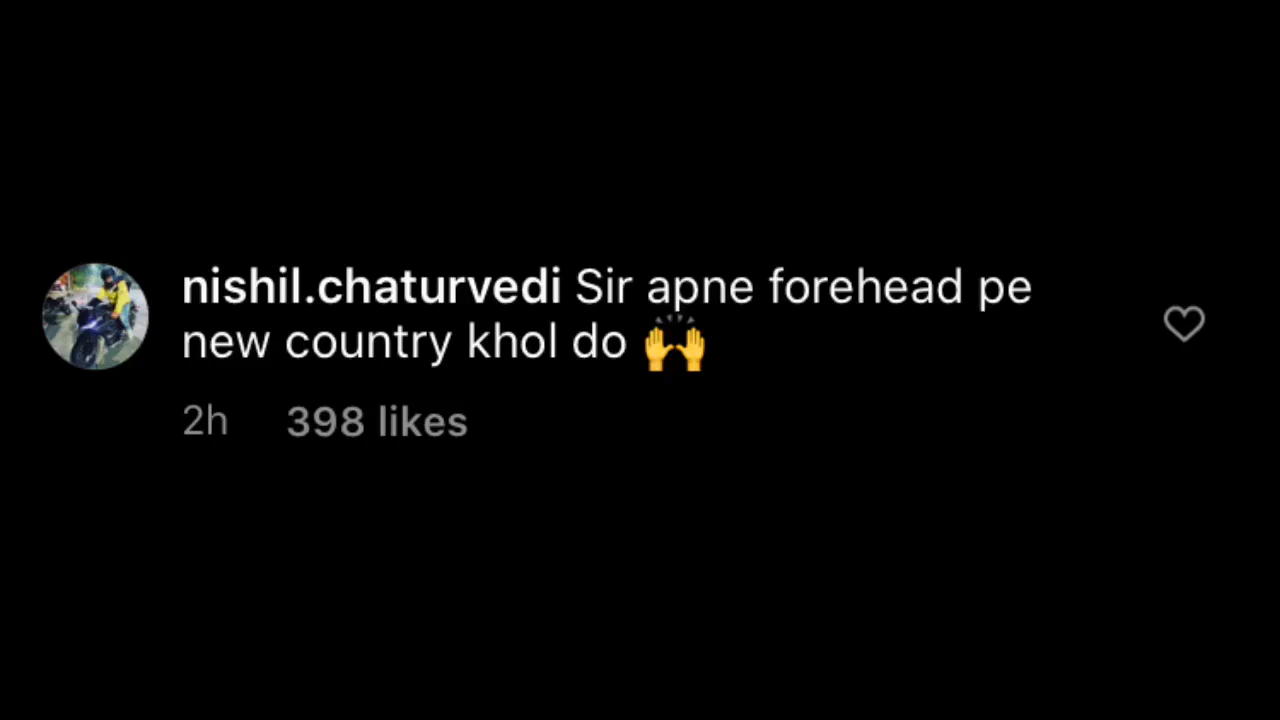 nishil.chaturvedi Sir apne forehead pe
new country khol do 🙌
2h 398 likes